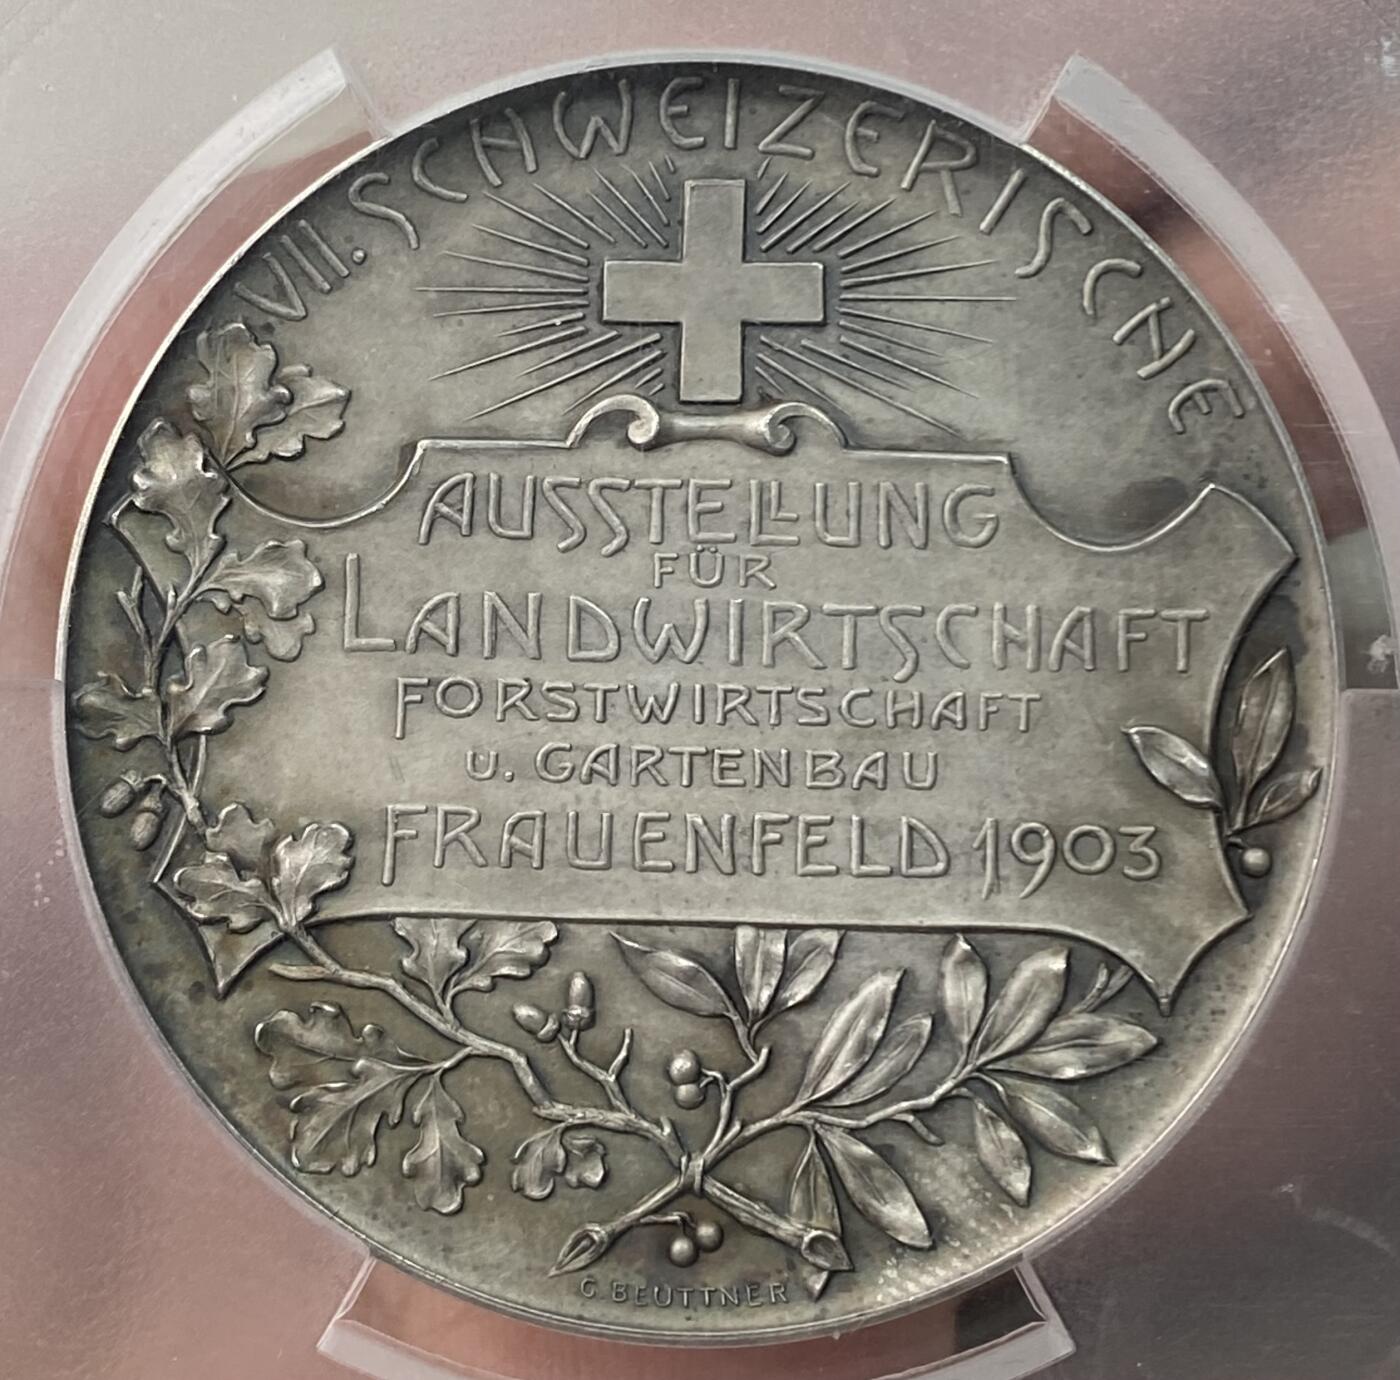 VII. SCHWEIZERISCHE
AUSSTELLUNG
FÜR
LANDWIRTSCHAFT
FORSTWIRTSCHAFT
U. GARTENBAU
FRAUENFELD 1903
G. BEUTTNER